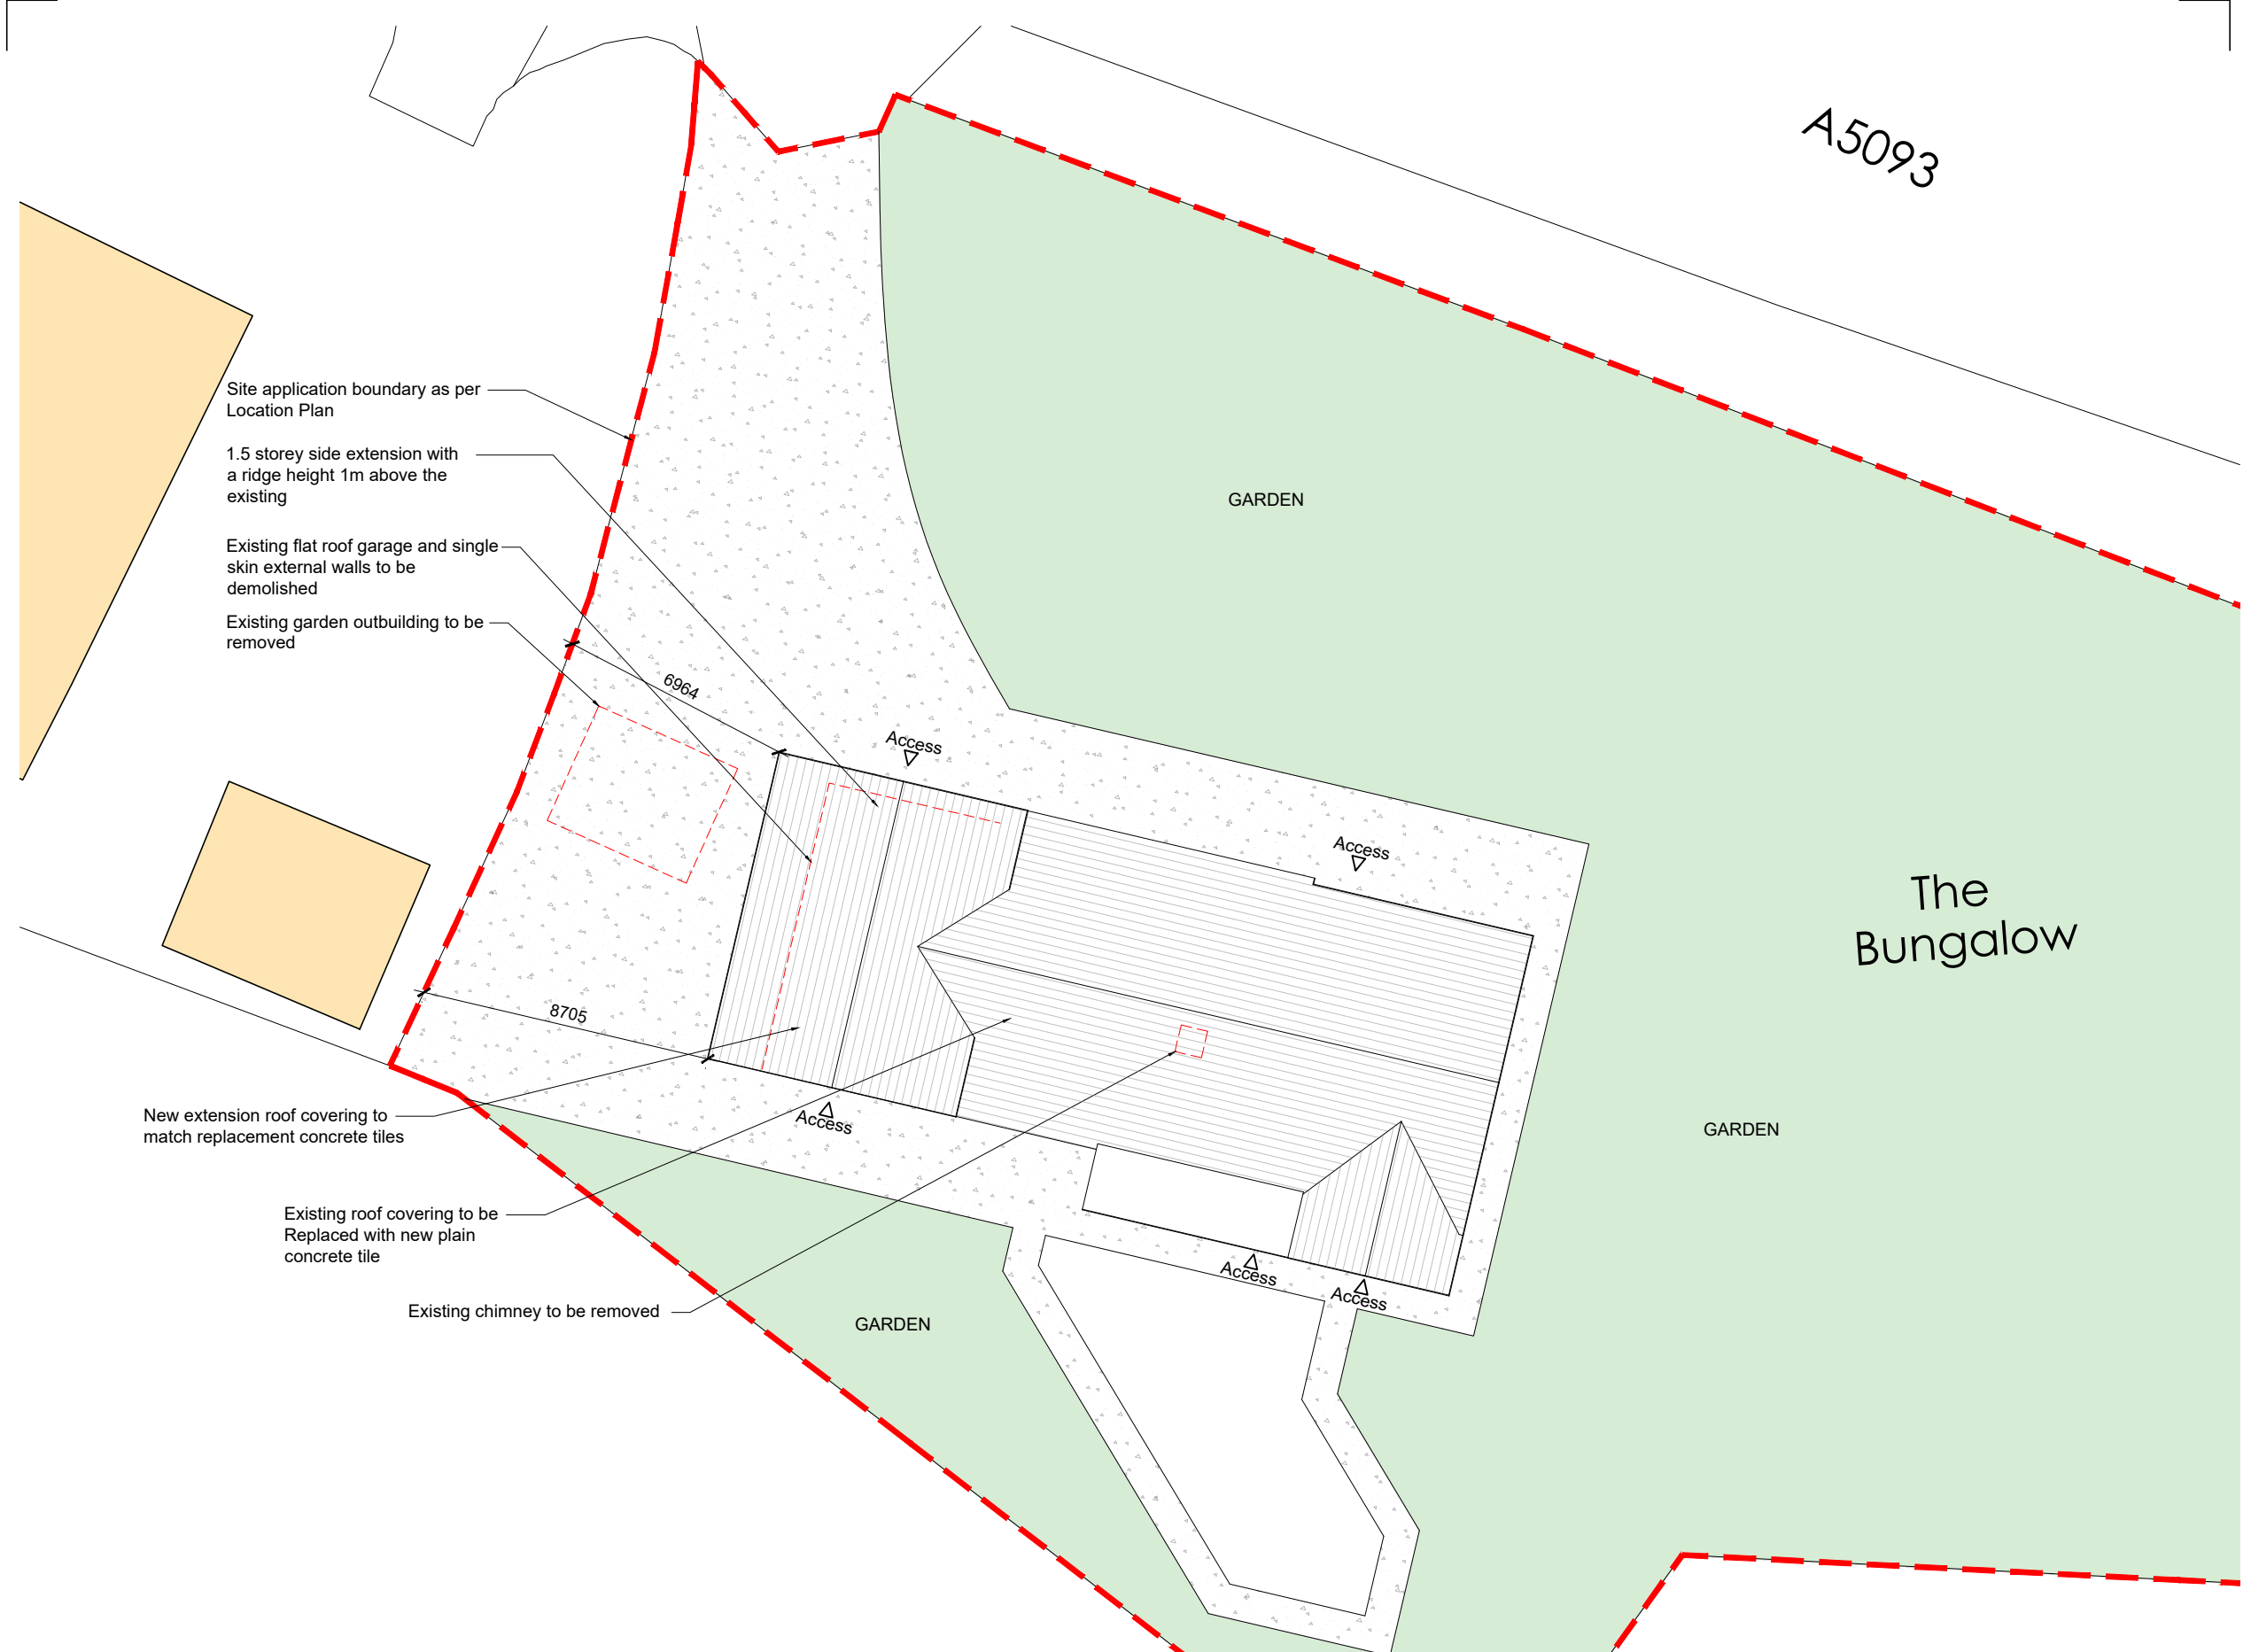 A5093
Site application boundary as per
Location Plan
1.5 storey side extension with
a ridge height 1m above the
existing
GARDEN
Existing flat roof garage and single
skin external walls to be
demolished
Existing garden outbuilding to be
removed
6964
Access
Access
The
Bungalow
8705
New extension roof covering to
match replacement concrete tiles
Access
GARDEN
Existing roof covering to be
Replaced with new plain
concrete tile
Access
Access
Existing chimney to be removed
GARDEN